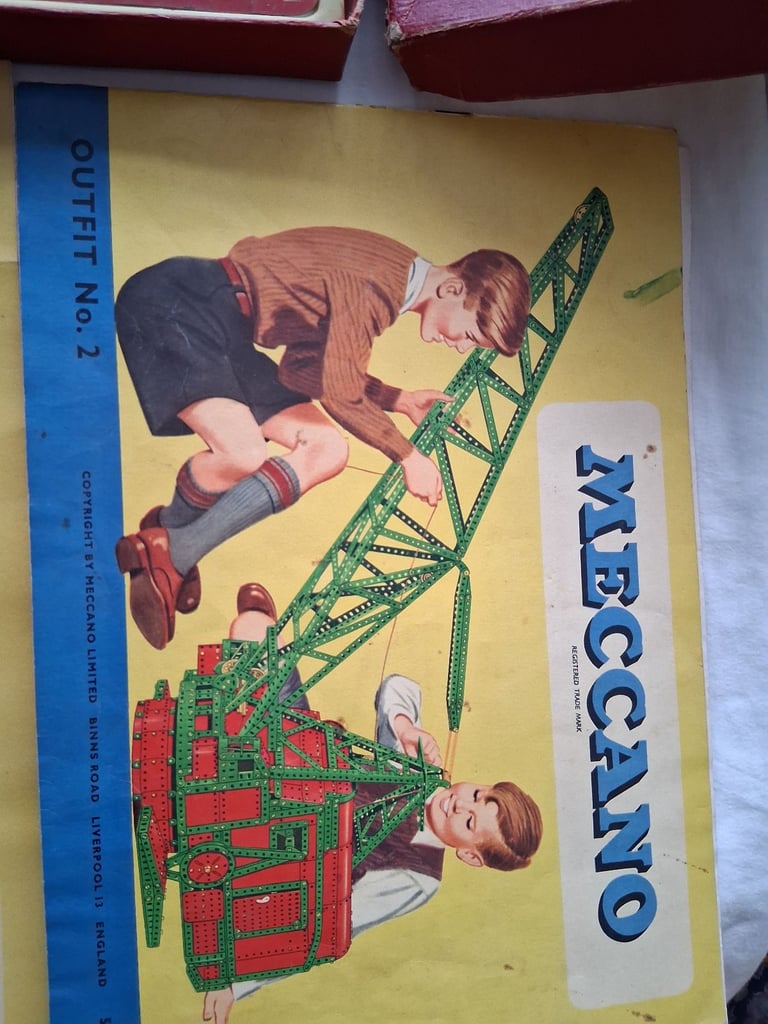 MECCANO
REGISTERED TRADE MARK
OUTFIT No. 2
COPYRIGHT BY MECCANO LIMITED BINNS ROAD LIVERPOOL 13 ENGLAND